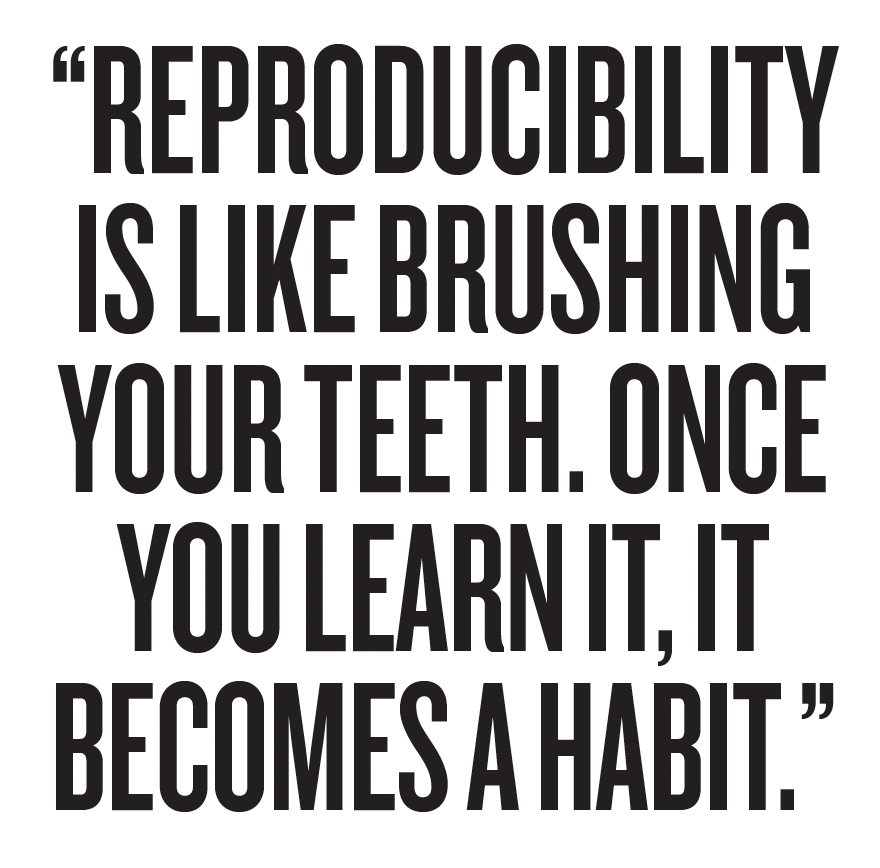 “REPRODUCIBILITY
IS LIKE BRUSHING
YOUR TEETH. ONCE
YOU LEARN IT, IT
BECOMES A HABIT.”